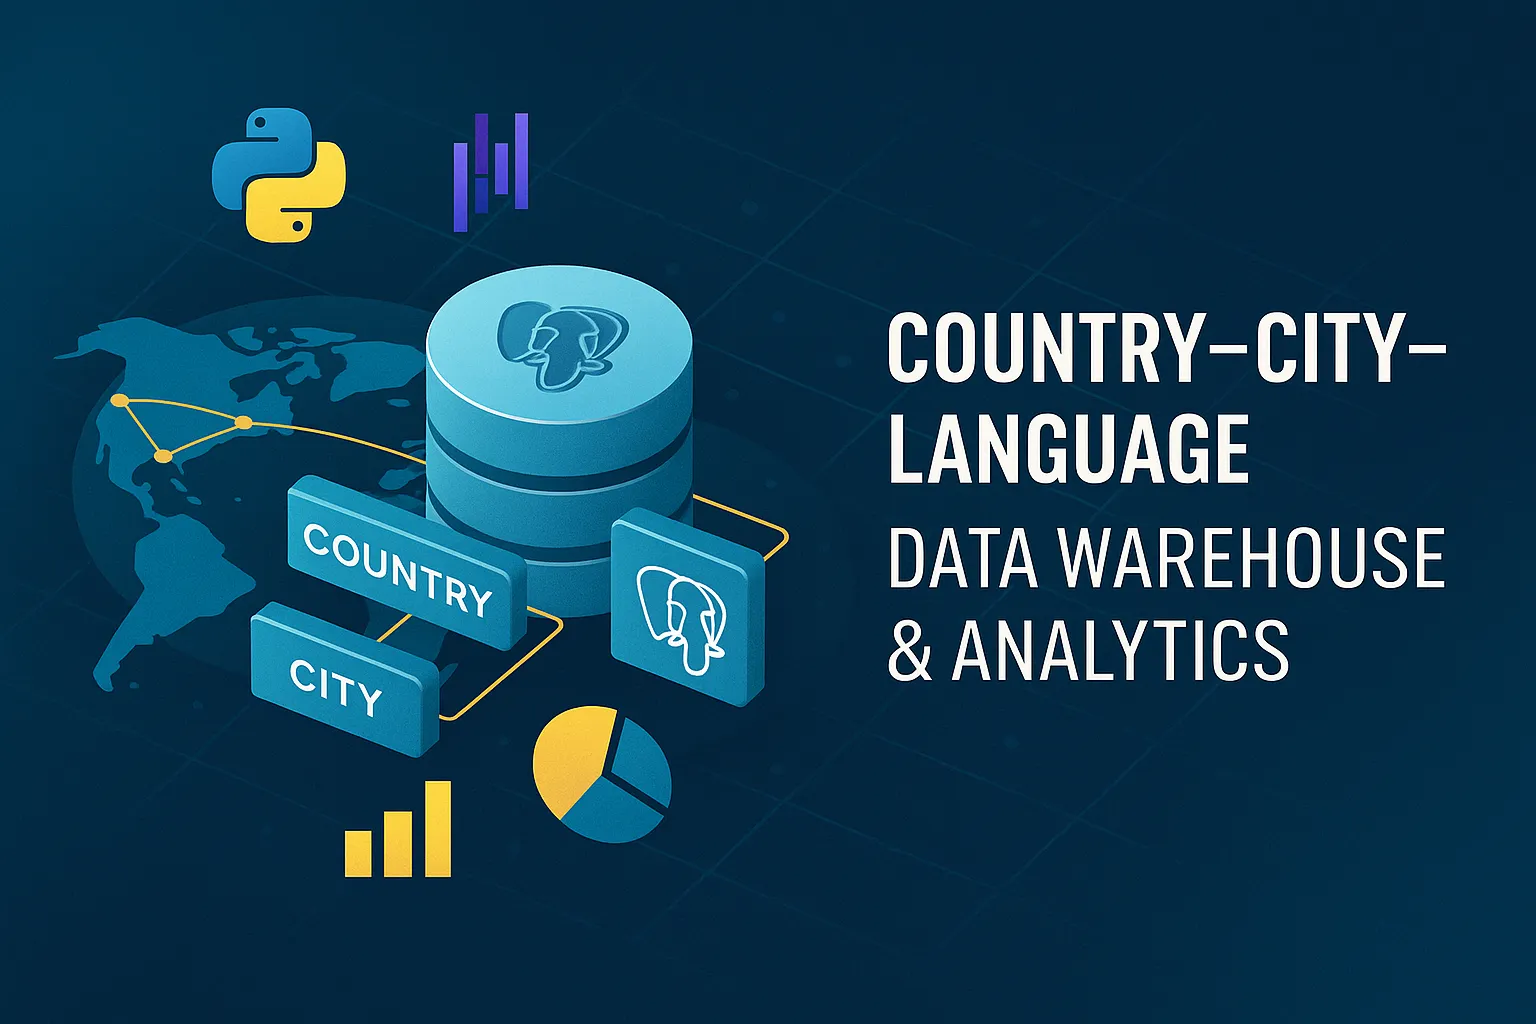 COUNTRY
CITY
COUNTRY–CITY–
LANGUAGE
DATA WAREHOUSE
& ANALYTICS